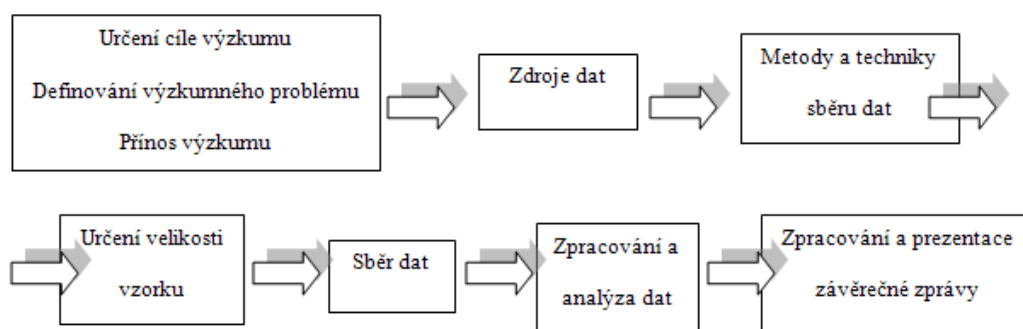 Určení cíle výzkumu
Definování výzkumného problému
Přínos výzkumu
Zdroje dat
Metody a techniky
sběru dat
Určení velikosti
vzorku
Sběr dat
Zpracování a
analýza dat
Zpracování a prezentace
závěrečné zprávy